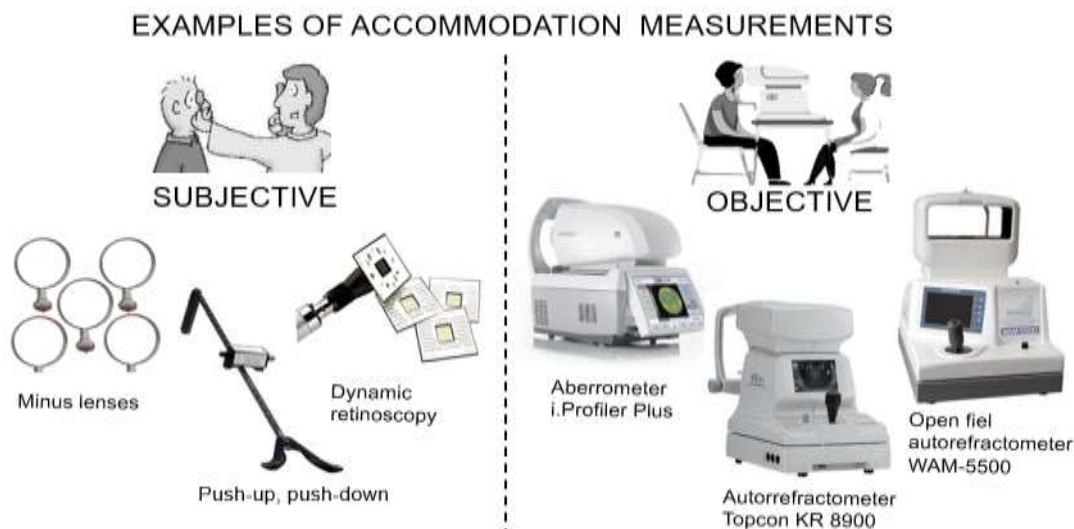 EXAMPLES OF ACCOMMODATION MEASUREMENTS
SUBJECTIVE
Minus lenses
Dynamic
retinoscopy
Push-up, push-down
OBJECTIVE
Aberrometer
i.Profiler Plus
Autorrefractometer
Topcon KR 8900
Open fiel
autorefractometer
WAM-5500